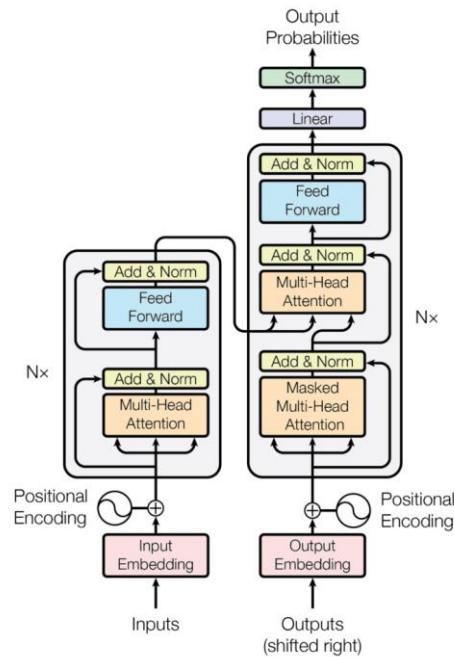 Output
Probabilities
Softmax
Linear
Add & Norm
Feed
Forward
Add & Norm
Multi-Head
Attention
Add & Norm
Masked
Multi-Head
Attention
N×
Add & Norm
Feed
Forward
N×
Add & Norm
Multi-Head
Attention
Positional
Encoding
Positional
Encoding
Input
Embedding
Output
Embedding
Inputs
Outputs
(shifted right)